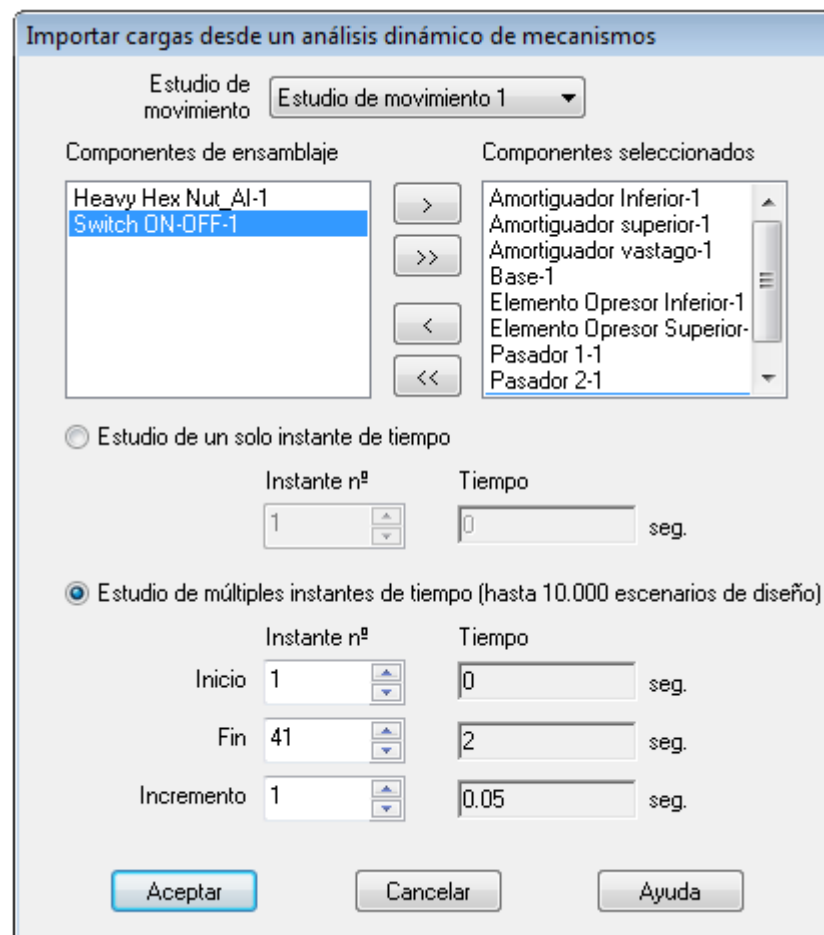 Importar cargas desde un análisis dinámico de mecanismos
Estudio de
movimiento
Estudio de movimiento 1
Componentes de ensamblaje
Componentes seleccionados
Heavy Hex Nut_AI-1
Switch ON-OFF-1
>
>>
<
<<
Amortiguador Inferior-1
Amortiguador superior-1
Amortiguador vastago-1
Base-1
Elemento Opresor Inferior-1
Elemento Opresor Superior-
Pasador 1-1
Pasador 2-1
Estudio de un solo instante de tiempo
Instante nº Tiempo
1 0 seg.
Estudio de múltiples instantes de tiempo (hasta 10.000 escenarios de diseño)
Instante nº Tiempo
Inicio 1 0 seg.
Fin 41 2 seg.
Incremento 1 0.05 seg.
Aceptar Cancelar Ayuda